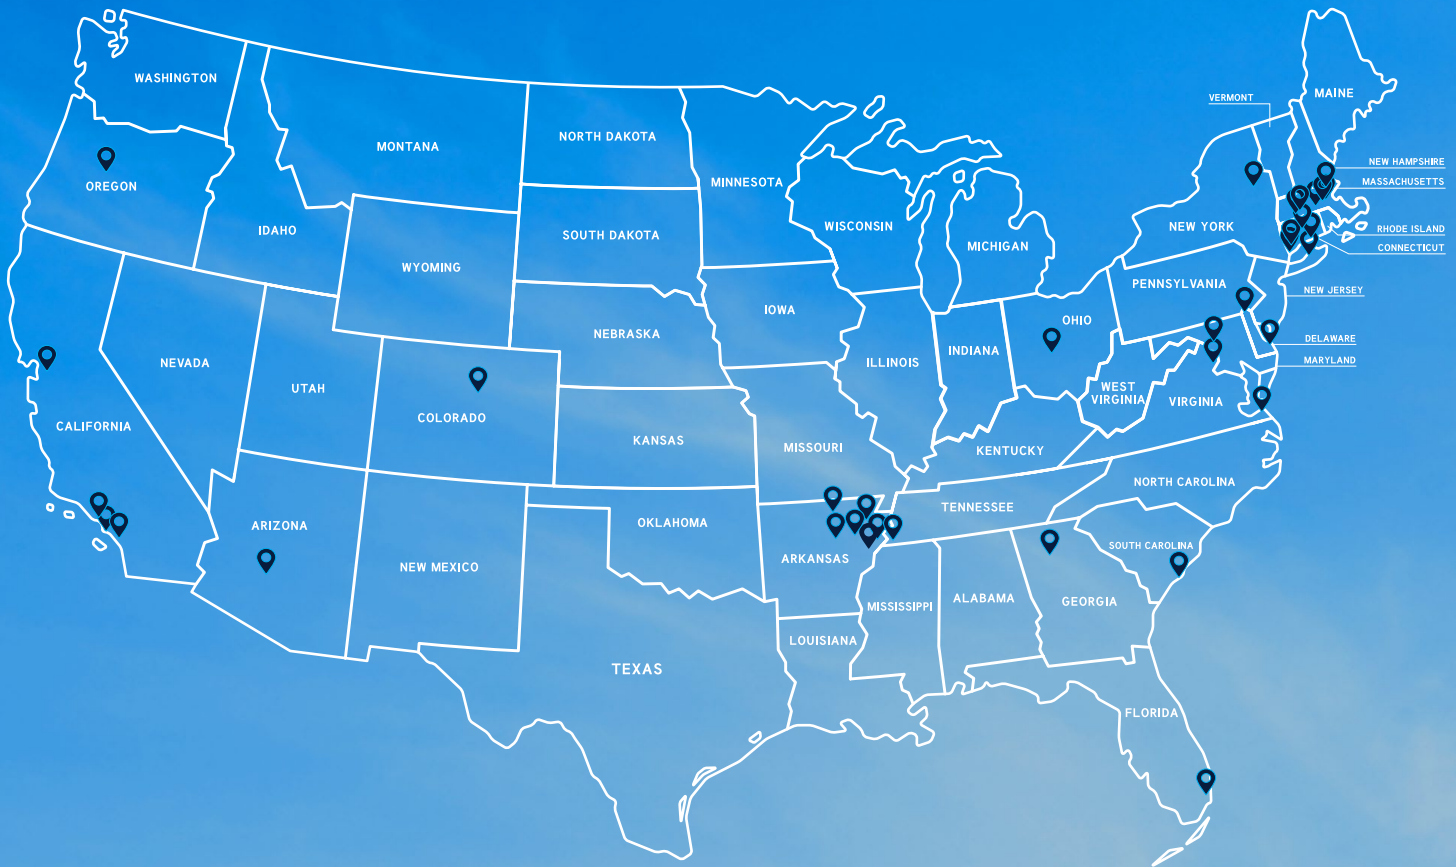 WASHINGTON
MAINE
VERMONT
NORTH DAKOTA
MONTANA
NEW HAMPSHIRE
MINNESOTA
MASSACHUSETTS
OREGON
WISCONSIN
NEW YORK
RHODE ISLAND
IDAHO
SOUTH DAKOTA
MICHIGAN
CONNECTICUT
WYOMING
PENNSYLVANIA
NEW JERSEY
IOWA
OHIO
NEBRASKA
DELAWARE
INDIANA
NEVADA
ILLINOIS
MARYLAND
UTAH
WEST
VIRGINIA
VIRGINIA
COLORADO
CALIFORNIA
KANSAS
MISSOURI
KENTUCKY
NORTH CAROLINA
TENNESSEE
ARIZONA
OKLAHOMA
SOUTH CAROLINA
ARKANSAS
NEW MEXICO
ALABAMA
GEORGIA
MISSISSIPPI
LOUISIANA
TEXAS
FLORIDA